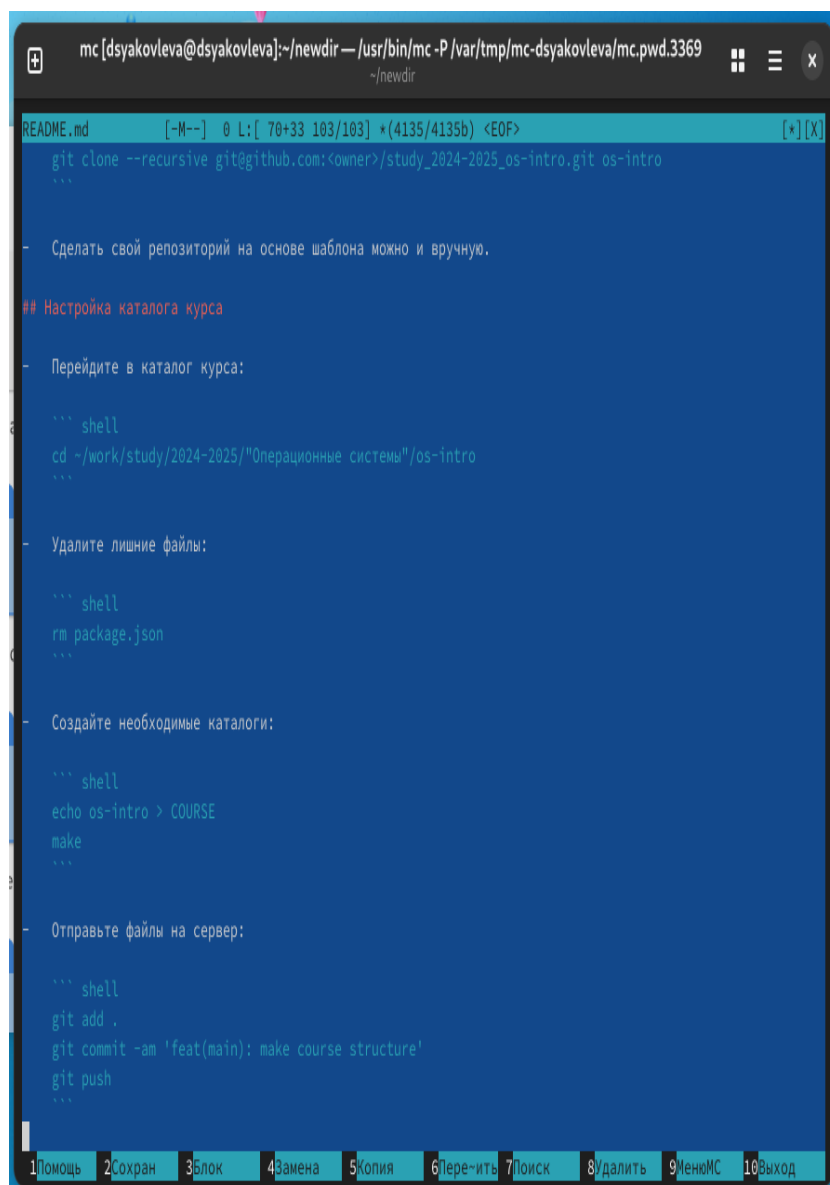 mc [dsyakovleva@dsyakovleva]:~/newdir — /usr/bin/mc -P /var/tmp/mc-dsyakovleva/mc.pwd.3369
~/newdir
README.md [-M--] 0 L:[ 70+33 103/103] *(4135/4135b) <EOF> [*][X]
git clone --recursive git@github.com:<owner>/study_2024-2025_os-intro.git os-intro
```
- Сделать свой репозиторий на основе шаблона можно и вручную.
## Настройка каталога курса
- Перейдите в каталог курса:
``` shell
cd ~/work/study/2024-2025/"Операционные системы"/os-intro
```
- Удалите лишние файлы:
``` shell
rm package.json
```
- Создайте необходимые каталоги:
``` shell
echo os-intro > COURSE
make
```
- Отправьте файлы на сервер:
``` shell
git add .
git commit -am 'feat(main): make course structure'
git push
```
1Помощь 2Сохран 3Блок 4Замена 5Копия 6Пере~ить 7Поиск 8Удалить 9МенюMC 10Выход